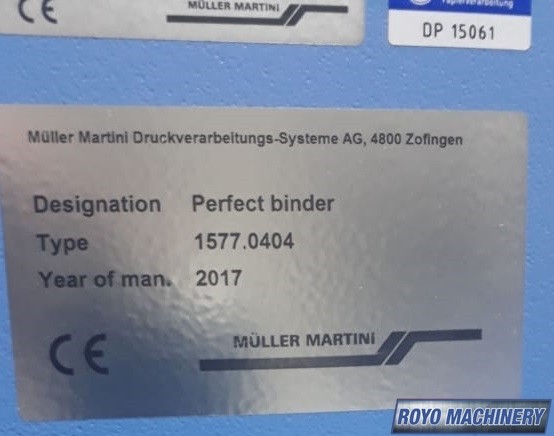 CE
MÜLLER MARTINI
Papierverarbeitung
DP 15061
Müller Martini Druckverarbeitungs-Systeme AG, 4800 Zofingen
Designation Perfect binder
Type 1577.0404
Year of man. 2017
CE
MÜLLER MARTINI
ROYO MACHINERY